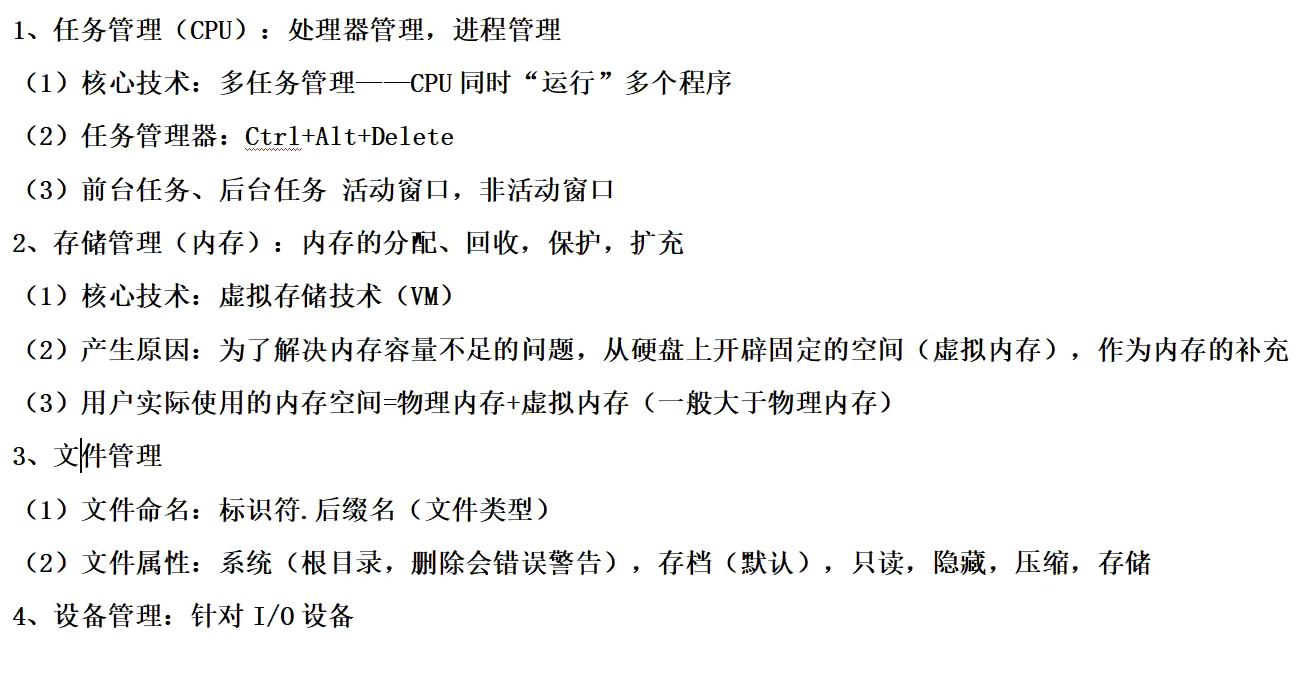 1、任务管理（CPU）：处理器管理，进程管理
（1）核心技术：多任务管理——CPU 同时“运行”多个程序
（2）任务管理器：Ctrl+Alt+Delete
（3）前台任务、后台任务 活动窗口，非活动窗口
2、存储管理（内存）：内存的分配、回收，保护，扩充
（1）核心技术：虚拟存储技术（VM）
（2）产生原因：为了解决内存容量不足的问题，从硬盘上开辟固定的空间（虚拟内存），作为内存的补充
（3）用户实际使用的内存空间=物理内存+虚拟内存（一般大于物理内存）
3、文件管理
（1）文件命名：标识符.后缀名（文件类型）
（2）文件属性：系统（根目录，删除会错误警告），存档（默认），只读，隐藏，压缩，存储
4、设备管理：针对 I/O 设备